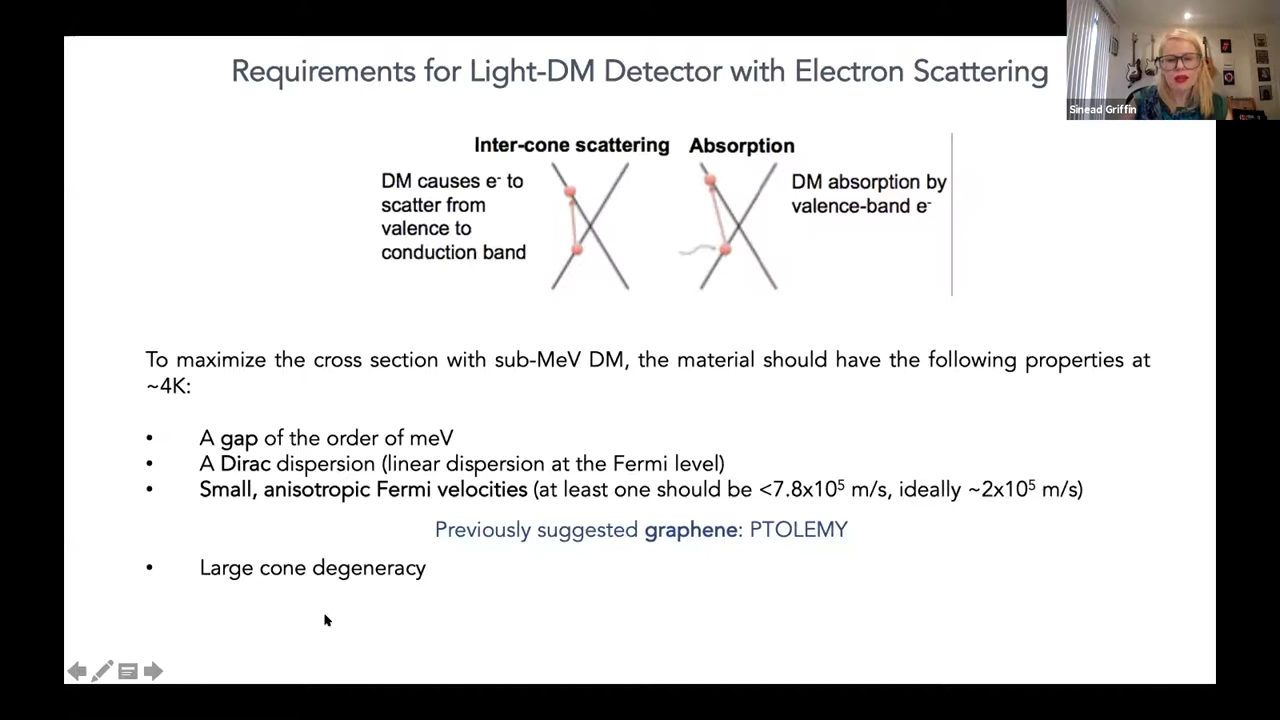 Requirements for Light-DM Detector with Electron Scattering
Sinead Griffin
Inter-cone scattering
Absorption
DM causes e⁻ to
scatter from
valence to
conduction band
DM absorption by
valence-band e⁻
To maximize the cross section with sub-MeV DM, the material should have the following properties at
~4K:
• A gap of the order of meV
• A Dirac dispersion (linear dispersion at the Fermi level)
• Small, anisotropic Fermi velocities (at least one should be <7.8x10⁵ m/s, ideally ~2x10⁵ m/s)
Previously suggested graphene: PTOLEMY
• Large cone degeneracy